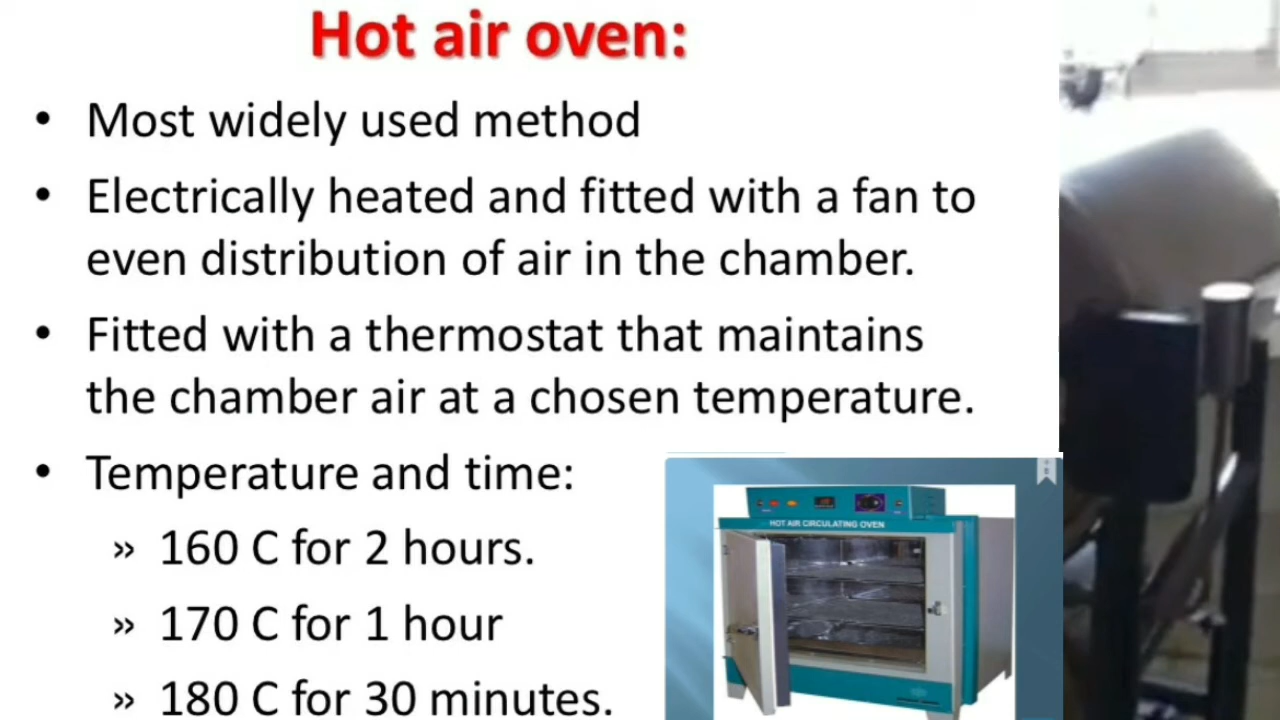 Hot air oven:
• Most widely used method
• Electrically heated and fitted with a fan to
even distribution of air in the chamber.
• Fitted with a thermostat that maintains
the chamber air at a chosen temperature.
• Temperature and time:
» 160 C for 2 hours.
HOT AIR CIRCULATING OVEN
» 170 C for 1 hour
» 180 C for 30 minutes.